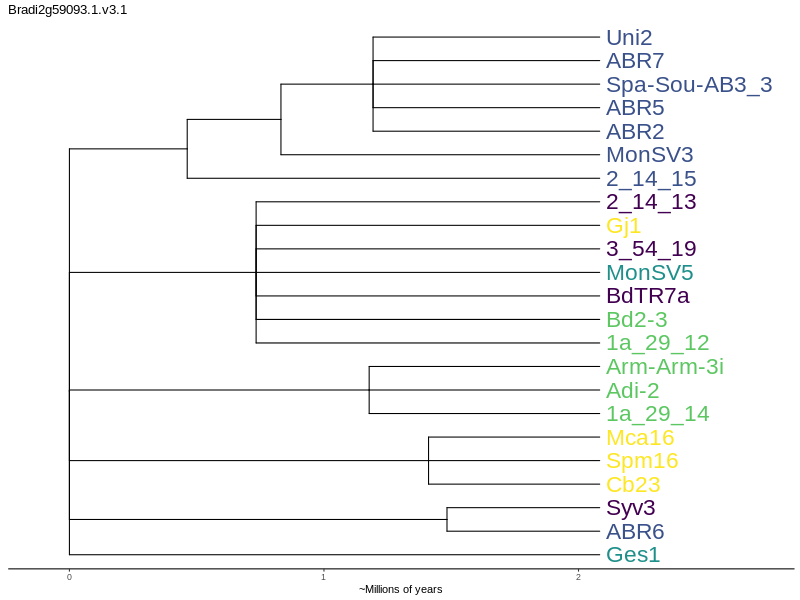 Bradi2g59093.1.v3.1
Uni2
ABR7
Spa-Sou-AB3_3
ABR5
ABR2
MonSV3
2_14_15
2_14_13
Gj1
3_54_19
MonSV5
BdTR7a
Bd2-3
1a_29_12
Arm-Arm-3i
Adi-2
1a_29_14
Mca16
Spm16
Cb23
Syv3
ABR6
Ges1
0 1 2
~Millions of years